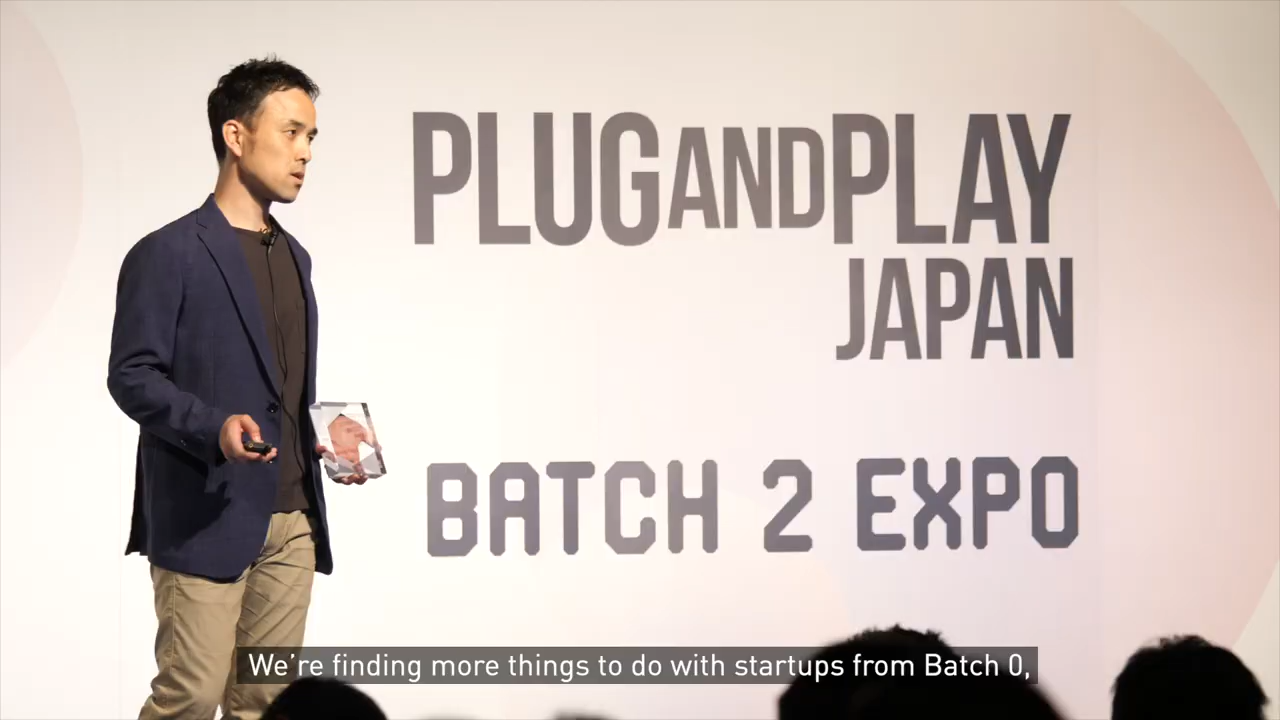 PLUGANDPLAY
JAPAN
BATCH 2 EXPO
We’re finding more things to do with startups from Batch 0,